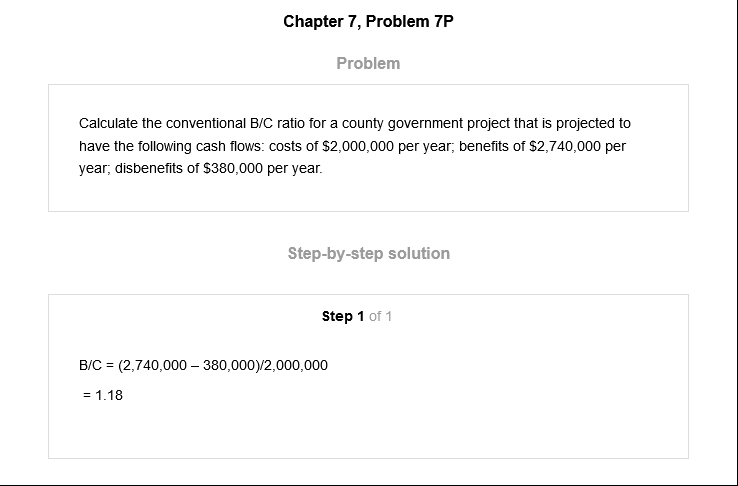 Chapter 7, Problem 7P
Problem
Calculate the conventional B/C ratio for a county government project that is projected to
have the following cash flows: costs of $2,000,000 per year; benefits of $2,740,000 per
year; disbenefits of $380,000 per year.
Step-by-step solution
Step 1 of 1
B/C = (2,740,000 – 380,000)/2,000,000
= 1.18